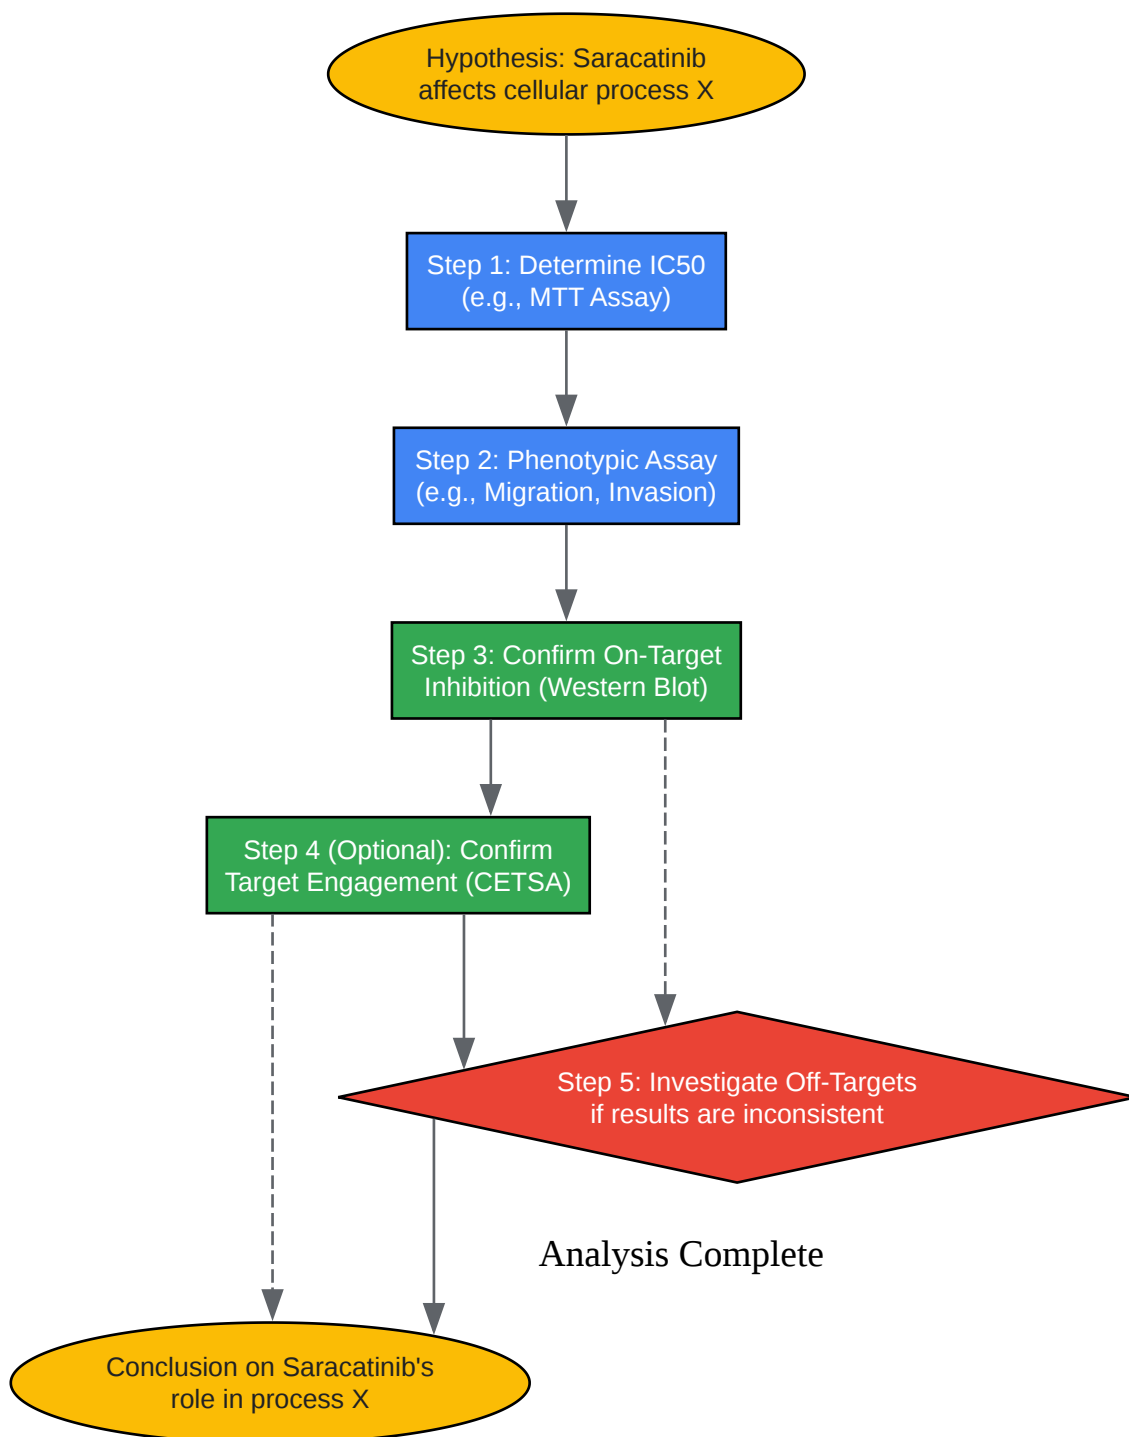 Hypothesis: Saracatinib
affects cellular process X
Step 1: Determine IC50
(e.g., MTT Assay)
Step 2: Phenotypic Assay
(e.g., Migration, Invasion)
Step 3: Confirm On-Target
Inhibition (Western Blot)
Step 4 (Optional): Confirm
Target Engagement (CETSA)
Step 5: Investigate Off-Targets
if results are inconsistent
Analysis Complete
Conclusion on Saracatinib's
role in process X